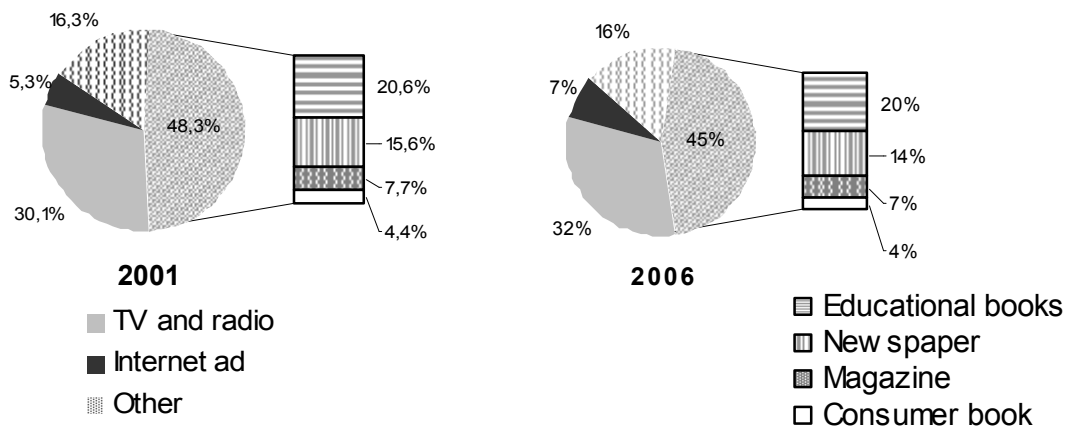 16,3%
5,3%
48,3%
30,1%
20,6%
15,6%
7,7%
4,4%
2001
TV and radio
Internet ad
Other
16%
7%
45%
32%
20%
14%
7%
4%
2006
Educational books
New spaper
Magazine
Consumer book